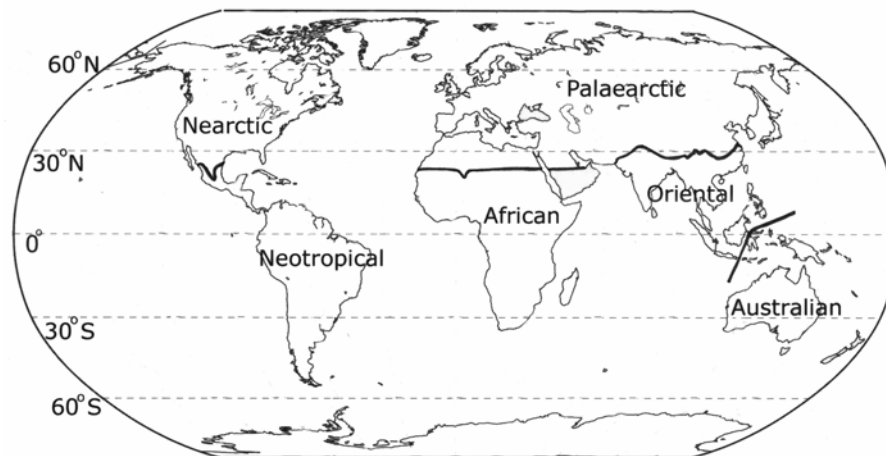 60°N
Palaearctic
Nearctic
30°N
Oriental
African
0°
Neotropical
Australian
30°S
60°S